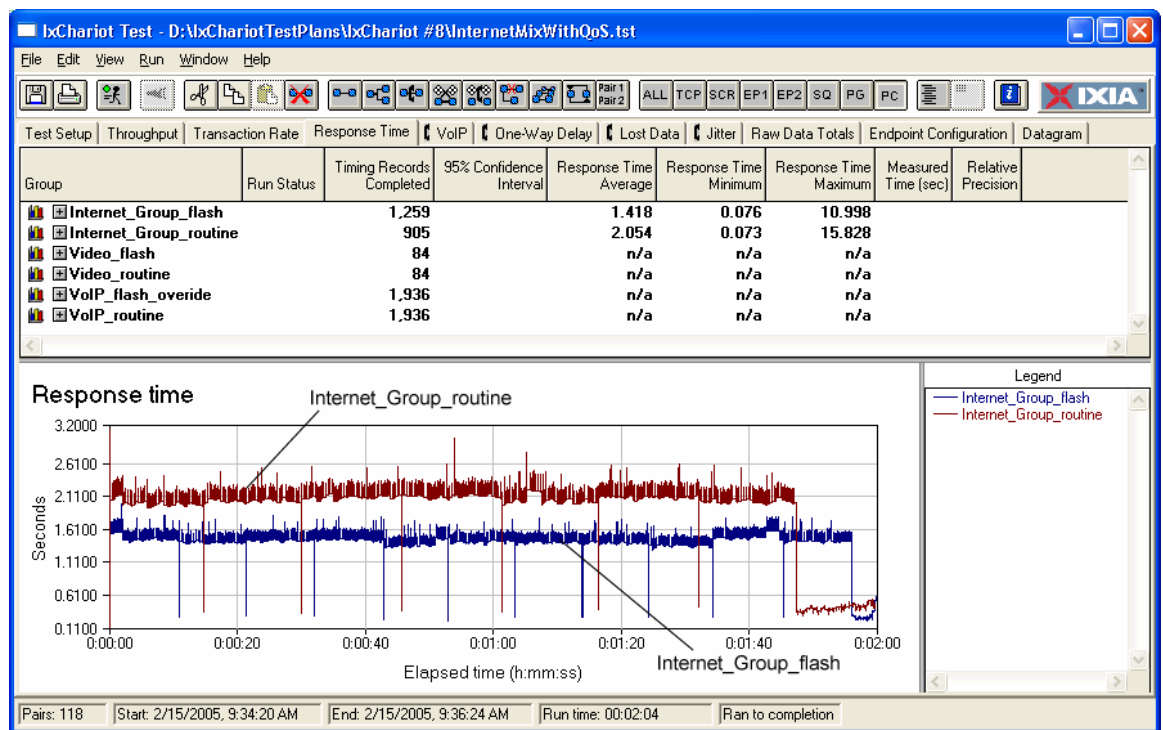 IxChariot Test - D:\IxChariotTestPlans\IxChariot #8\InternetMixWithQoS.tst
File Edit View Run Window Help
Pair 1 Pair 2 ALL TCP SCR EP1 EP2 SQ PG PC i IXIA
Test Setup Throughput Transaction Rate Response Time VoIP One-Way Delay Lost Data Jitter Raw Data Totals Endpoint Configuration Datagram
Group Run Status Timing Records Completed 95% Confidence Interval Response Time Average Response Time Minimum Response Time Maximum Measured Time (sec) Relative Precision
Internet_Group_flash 1,259 1.418 0.076 10.998
Internet_Group_routine 905 2.054 0.073 15.828
Video_flash 84 n/a n/a n/a
Video_routine 84 n/a n/a n/a
VoIP_flash_overide 1,936 n/a n/a n/a
VoIP_routine 1,936 n/a n/a n/a
Response time
Internet_Group_routine
Legend
Internet_Group_flash
Internet_Group_routine
3.2000
2.6100
2.1100
1.6100
1.1100
0.6100
0.1100
Seconds
0:00:00 0:00:20 0:00:40 0:01:00 0:01:20 0:01:40 0:02:00
Internet_Group_flash
Elapsed time (h:mm:ss)
Pairs: 118 Start: 2/15/2005, 9:34:20 AM End: 2/15/2005, 9:36:24 AM Run time: 00:02:04 Ran to completion